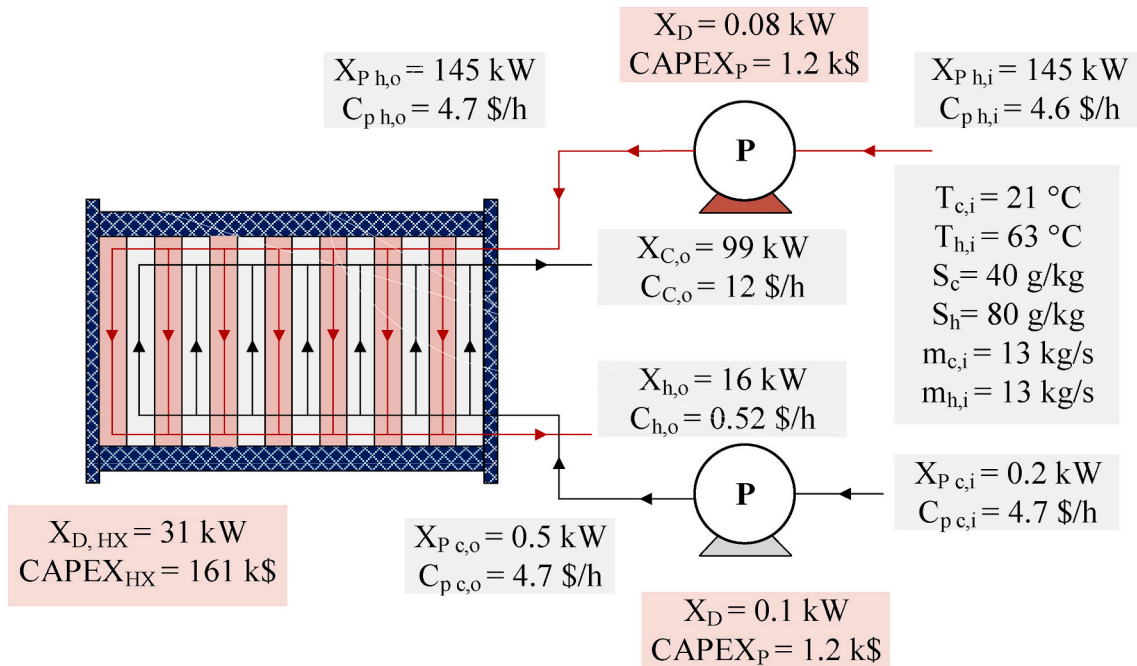 X_D = 0.08 kW
CAPEX_P = 1.2 k$
X_P h,o = 145 kW
C_p h,o = 4.7 $/h
P
X_P h,i = 145 kW
C_p h,i = 4.6 $/h
T_c,i = 21 °C
T_h,i = 63 °C
S_c= 40 g/kg
S_h= 80 g/kg
m_c,i = 13 kg/s
m_h,i = 13 kg/s
X_C,o = 99 kW
C_C,o = 12 $/h
X_h,o = 16 kW
C_h,o = 0.52 $/h
P
X_P c,i = 0.2 kW
C_p c,i = 4.7 $/h
X_D, HX = 31 kW
CAPEX_HX = 161 k$
X_P c,o = 0.5 kW
C_p c,o = 4.7 $/h
X_D = 0.1 kW
CAPEX_P = 1.2 k$